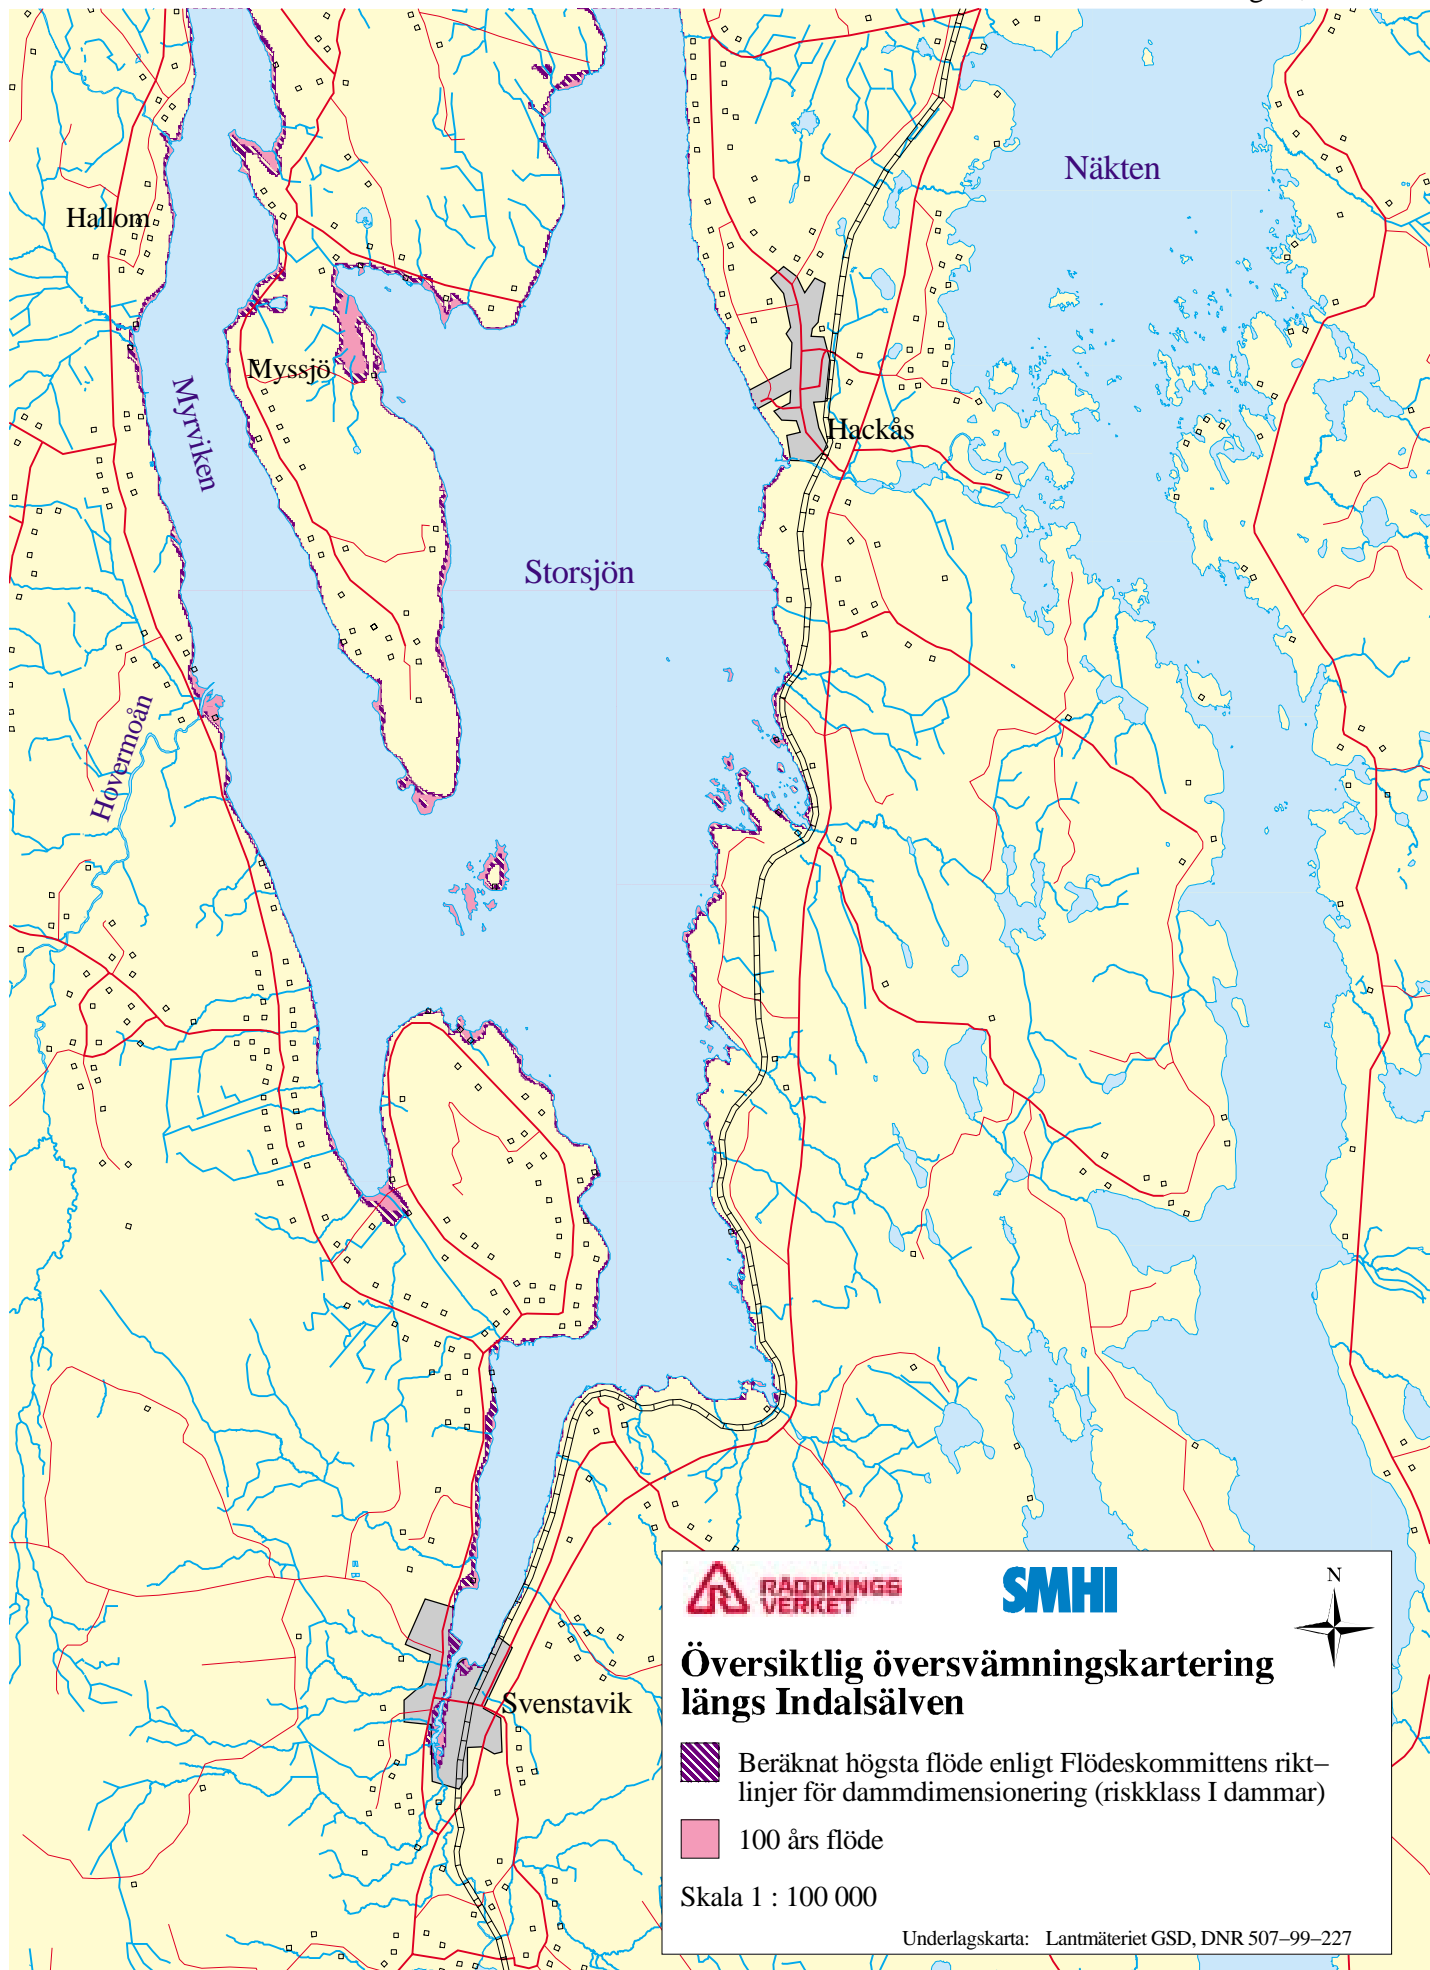 Näkten
Hallom
Myssjö
Myrviken
Hackås
Storsjön
Hovermoån
Svenstavik
RÄDDNINGS
VERKET
SMHI
N
Översiktlig översvämningskartering
längs Indalsälven
Beräknat högsta flöde enligt Flödeskommittens rikt–
linjer för dammdimensionering (riskklass I dammar)
100 års flöde
Skala 1 : 100 000
Underlagskarta: Lantmäteriet GSD, DNR 507–99–227